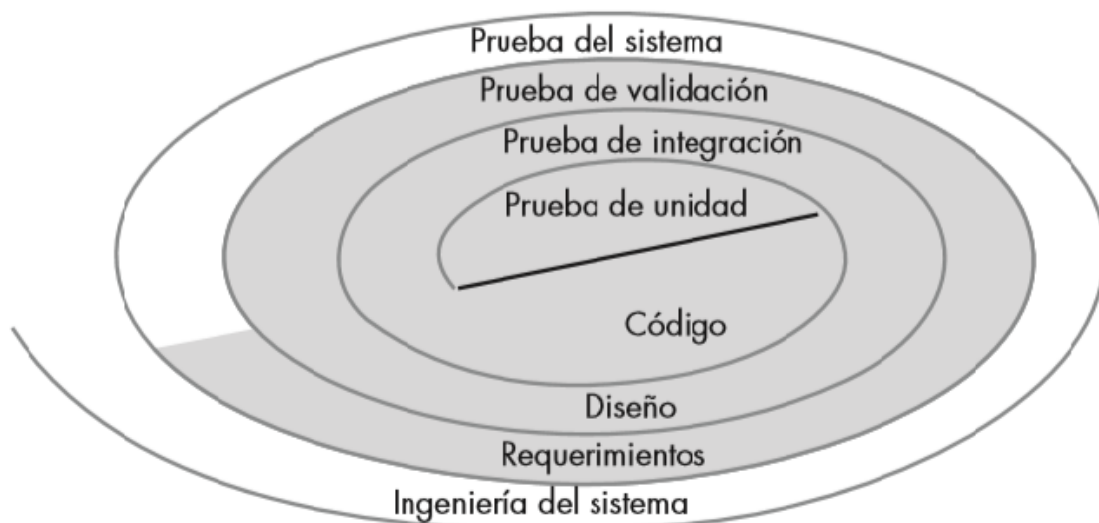 Prueba del sistema
Prueba de validación
Prueba de integración
Prueba de unidad
Código
Diseño
Requerimientos
Ingeniería del sistema